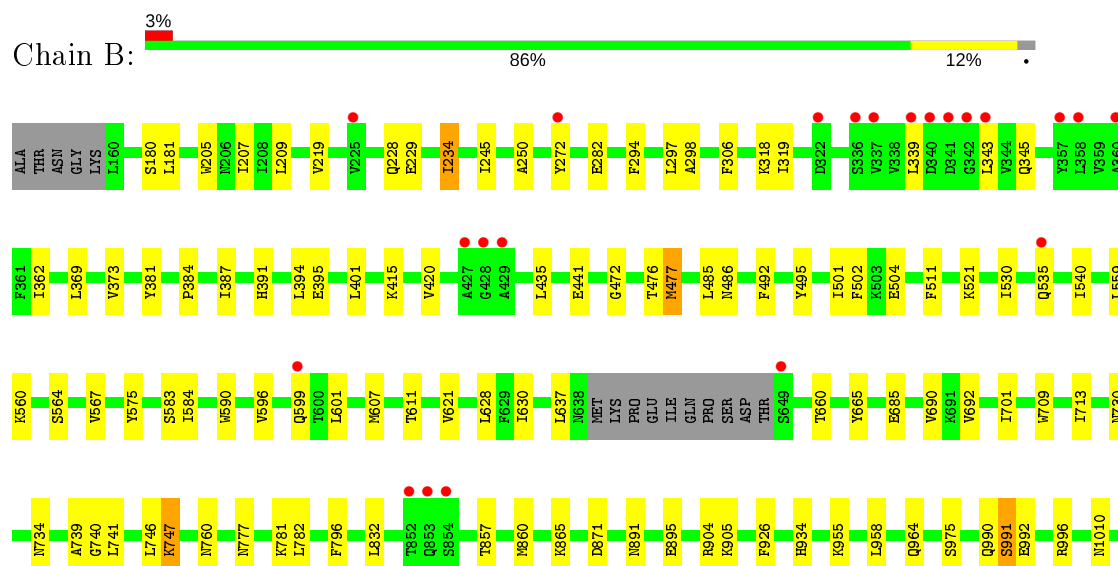 3%
Chain B:
86% 12% •
ALA THR ASN GLY LYS L160 S180 L181 W205 N206 I207 I208 L209 V219 V225 Q228 E229 I234 I245 A250 Y272 E282 F294 L297 A298 F306 K318 I319 D322 S336 V337 V338 L339 D340 D341 G342 L343 V344 Q345 Y357 L358 V359 A360
F361 I362 L369 V373 Y381 P384 I387 H391 L394 E395 L401 K415 V420 A427 G428 A429 L435 E441 G472 T476 M477 L485 N486 F492 Y495 I501 F502 K503 E504 F511 K521 I530 Q535 I540 L559
K560 S564 V567 Y575 S583 I584 W590 V596 Q599 T600 L601 M607 T611 V621 L628 F629 I630 L637 N638 MET LYS PRO GLU ILE GLN PRO SER ASP THR S649 T660 Y665 E685 V690 K691 V692 I701 W709 I713 N730
N734 A739 G740 L741 L746 K747 N760 N777 K781 L782 F796 L832 T852 Q853 S854 T857 M860 K865 D871 N891 E895 R904 K905 F926 H934 K955 L958 Q964 S975 Q990 S991 E992 R996 N1010